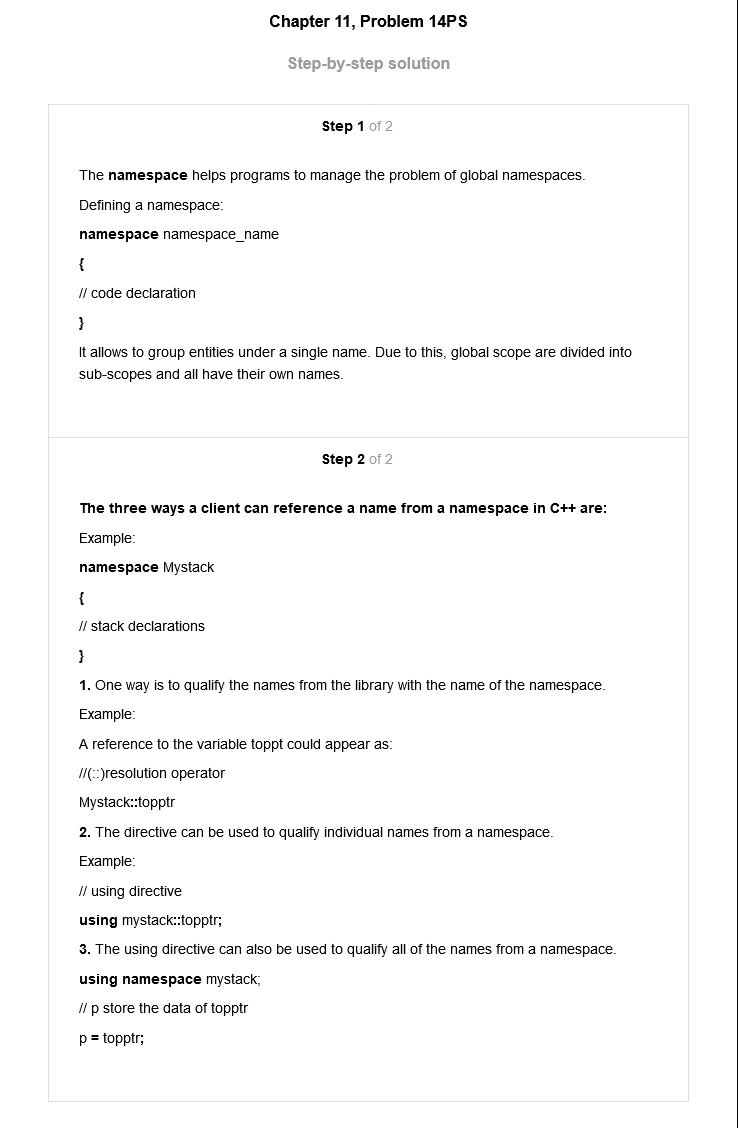 Chapter 11, Problem 14PS
Step-by-step solution
Step 1 of 2
The namespace helps programs to manage the problem of global namespaces.
Defining a namespace:
namespace namespace_name
{
// code declaration
}
It allows to group entities under a single name. Due to this, global scope are divided into
sub-scopes and all have their own names.
Step 2 of 2
The three ways a client can reference a name from a namespace in C++ are:
Example:
namespace Mystack
{
// stack declarations
}
1. One way is to qualify the names from the library with the name of the namespace.
Example:
A reference to the variable toppt could appear as:
//(::)resolution operator
Mystack::topptr
2. The directive can be used to qualify individual names from a namespace.
Example:
// using directive
using mystack::topptr;
3. The using directive can also be used to qualify all of the names from a namespace.
using namespace mystack;
// p store the data of topptr
p = topptr;